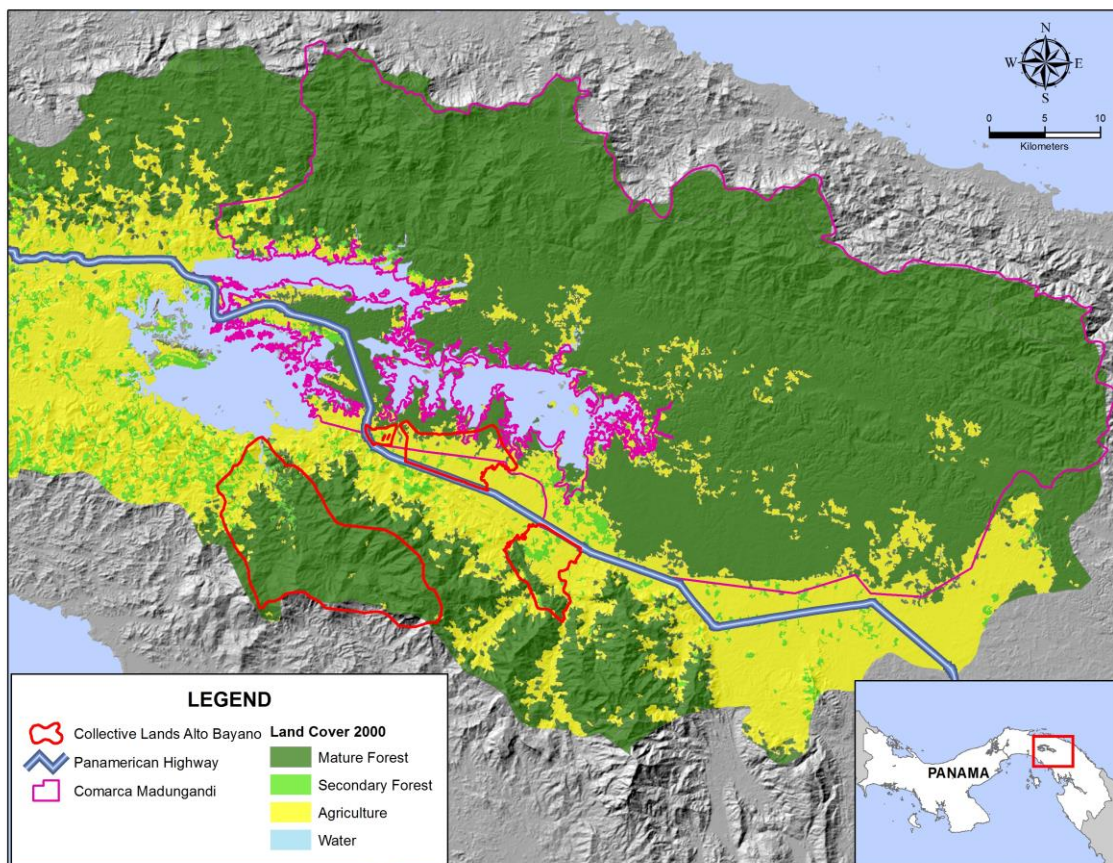 N
W E
S
0 5 10
Kilometers
LEGEND
Collective Lands Alto Bayano
Panamerican Highway
Comarca Madungandi
Land Cover 2000
Mature Forest
Secondary Forest
Agriculture
Water
PANAMA